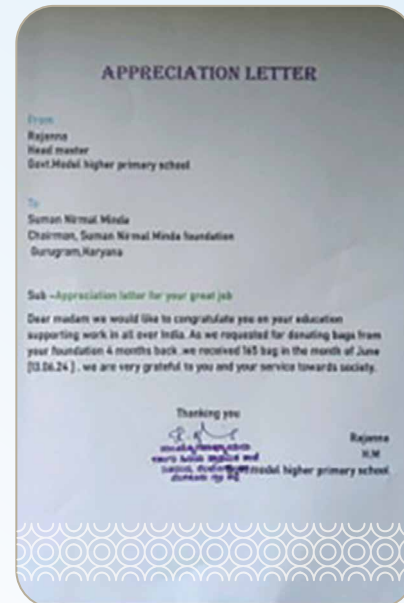 APPRECIATION LETTER
From
Rajanna
Head master
Govt.Model higher primary school
To
Suman Nirmal Minda
Chairman, Suman Nirmal Minda foundation
Gurugram,Haryana
Sub -Appreciation letter for your great job
Dear madam we would like to congratulate you on your education
supporting work in all over India. As we requested for donating bags from
your foundation 4 months back .we received 165 bag in the month of June
[13.06.24] . we are very grateful to you and your service towards society.
Thanking you
Rajanna
H.M
model higher primary school